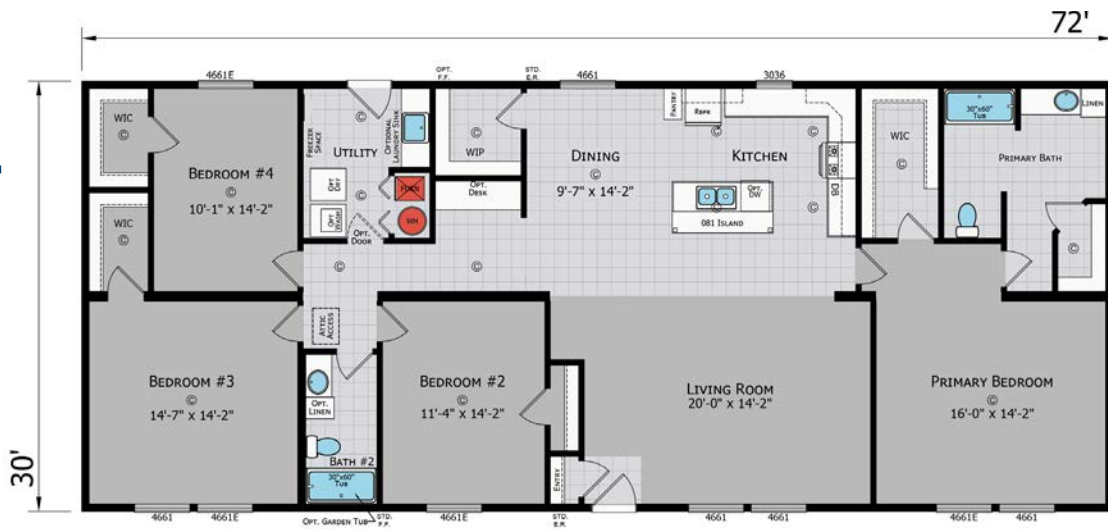 72'
30'
4661E
OPT.
F.F.
STD.
E.R.
4661
3036
WIC
©
BEDROOM #4
©
10'-1" x 14'-2"
WIC
©
FREEZER
SPACE
©
OPTIONAL
LAUNDRY SINK
UTILITY
OPT
DRY
©
OPT
WASH
OPT.
DOOR
FURN
WH
©
WIP
OPT.
DESK
DINING
©
9'-7" x 14'-2"
PANTRY
REFR
©
©
KITCHEN
OPT.
DW
081 ISLAND
©
©
DB
WIC
©
30"x60"
TUB
LINEN
PRIMARY BATH
©
©
©
ATTIC
ACCESS
BEDROOM #3
©
14'-7" x 14'-2"
OPT.
LINEN
BATH #2
30"x60"
TUB
BEDROOM #2
©
11'-4" x 14'-2"
ENTRY
LIVING ROOM
20'-0" x 14'-2"
PRIMARY BEDROOM
©
16'-0" x 14'-2"
4661
4661E
OPT. GARDEN TUB
STD.
F.F.
4661E
STD.
E.R.
4661
4661
4661E
4661